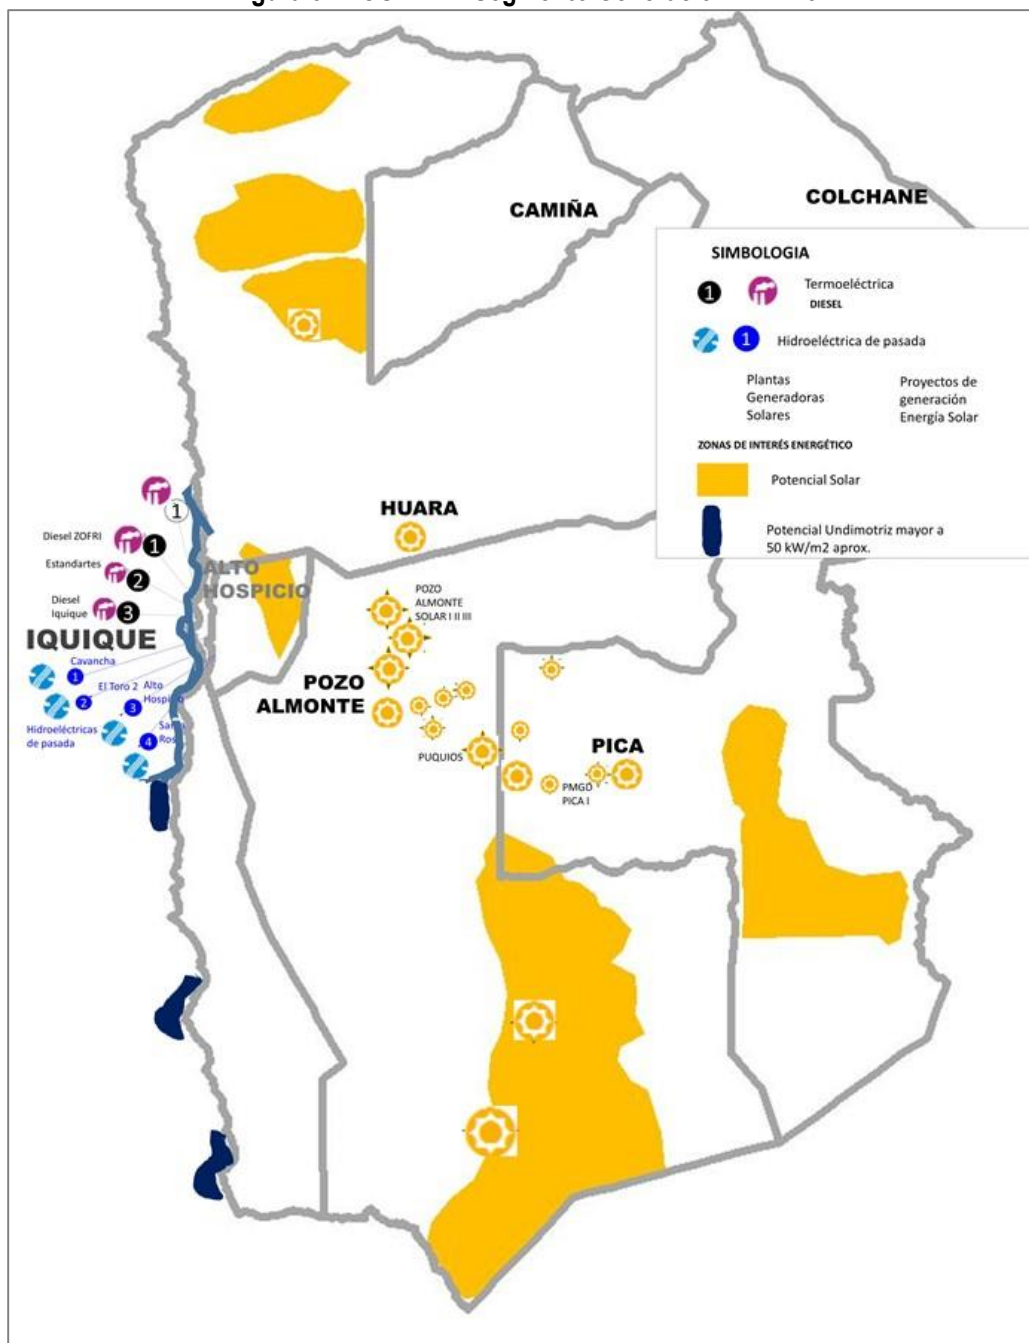 CAMIÑA
COLCHANE
SIMBOLOGIA
1
Termoeléctrica
DIESEL
1
Hidroeléctrica de pasada
Plantas
Generadoras
Solares
Proyectos de
generación
Energía Solar
ZONAS DE INTERÉS ENERGÉTICO
Potencial Solar
Potencial Undimotriz mayor a
50 kW/m2 aprox.
HUARA
1
Diesel ZOFRI
1
Estandartes
2
Diesel
Iquique
3
ALTO
HOSPICIO
IQUIQUE
Cavancha
1
El Toro 2
2
Alto
3
Hidroeléctricas
de pasada
4
POZO
ALMONTE
SOLAR I II III
POZO
ALMONTE
PUQUIOS
PICA
PMGD
PICA I